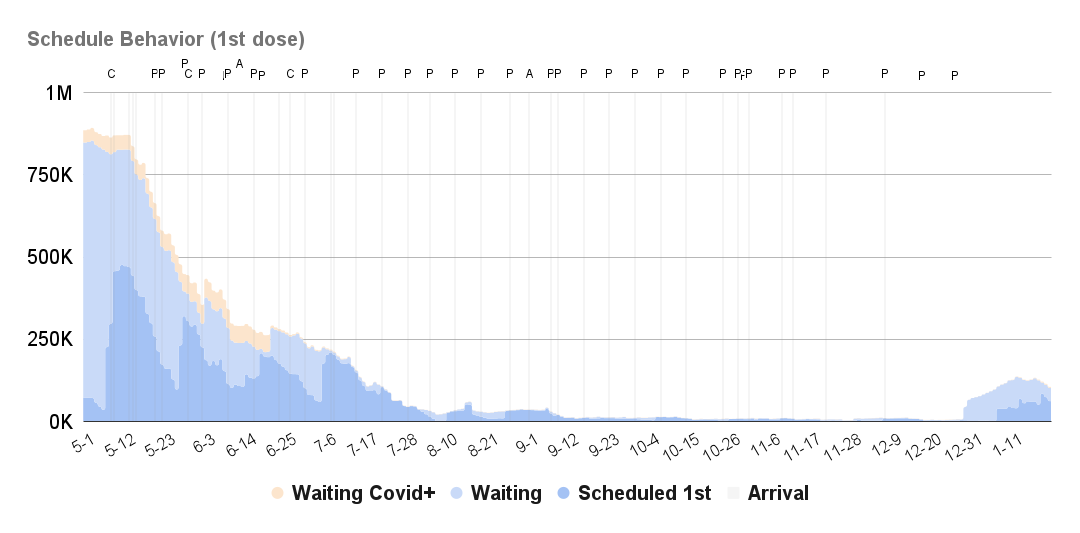 Schedule Behavior (1st dose)
P A
C PP C P P PP C P P P P P P P P A PP P P P P P P P P P PP P P P P
1M
750K
500K
250K
0K
5-1 5-12 5-23 6-3 6-14 6-25 7-6 7-17 7-28 8-10 8-21 9-1 9-12 9-23 10-4 10-15 10-26 11-6 11-17 11-28 12-9 12-20 12-31 1-11
Waiting Covid+ Waiting Scheduled 1st Arrival